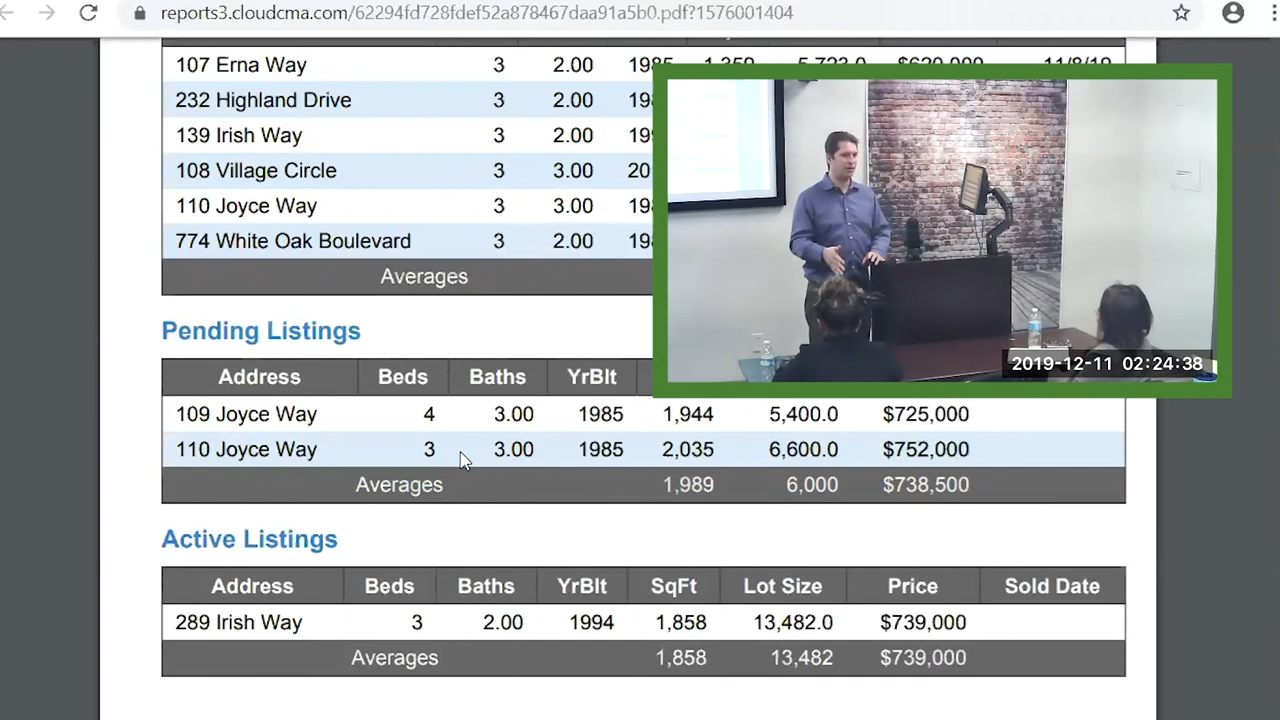 reports3.cloudcma.com/62294fd728fdef52a878467daa91a5b0.pdf?1576001404
107 Erna Way 3 2.00
232 Highland Drive 3 2.00
139 Irish Way 3 2.00
108 Village Circle 3 3.00
110 Joyce Way 3 3.00
774 White Oak Boulevard 3 2.00
Averages
Pending Listings
Address Beds Baths YrBlt
109 Joyce Way 4 3.00 1985 1,944 5,400.0 $725,000
110 Joyce Way 3 3.00 1985 2,035 6,600.0 $752,000
Averages 1,989 6,000 $738,500
2019-12-11 02:24:38
Active Listings
Address Beds Baths YrBlt SqFt Lot Size Price Sold Date
289 Irish Way 3 2.00 1994 1,858 13,482.0 $739,000
Averages 1,858 13,482 $739,000